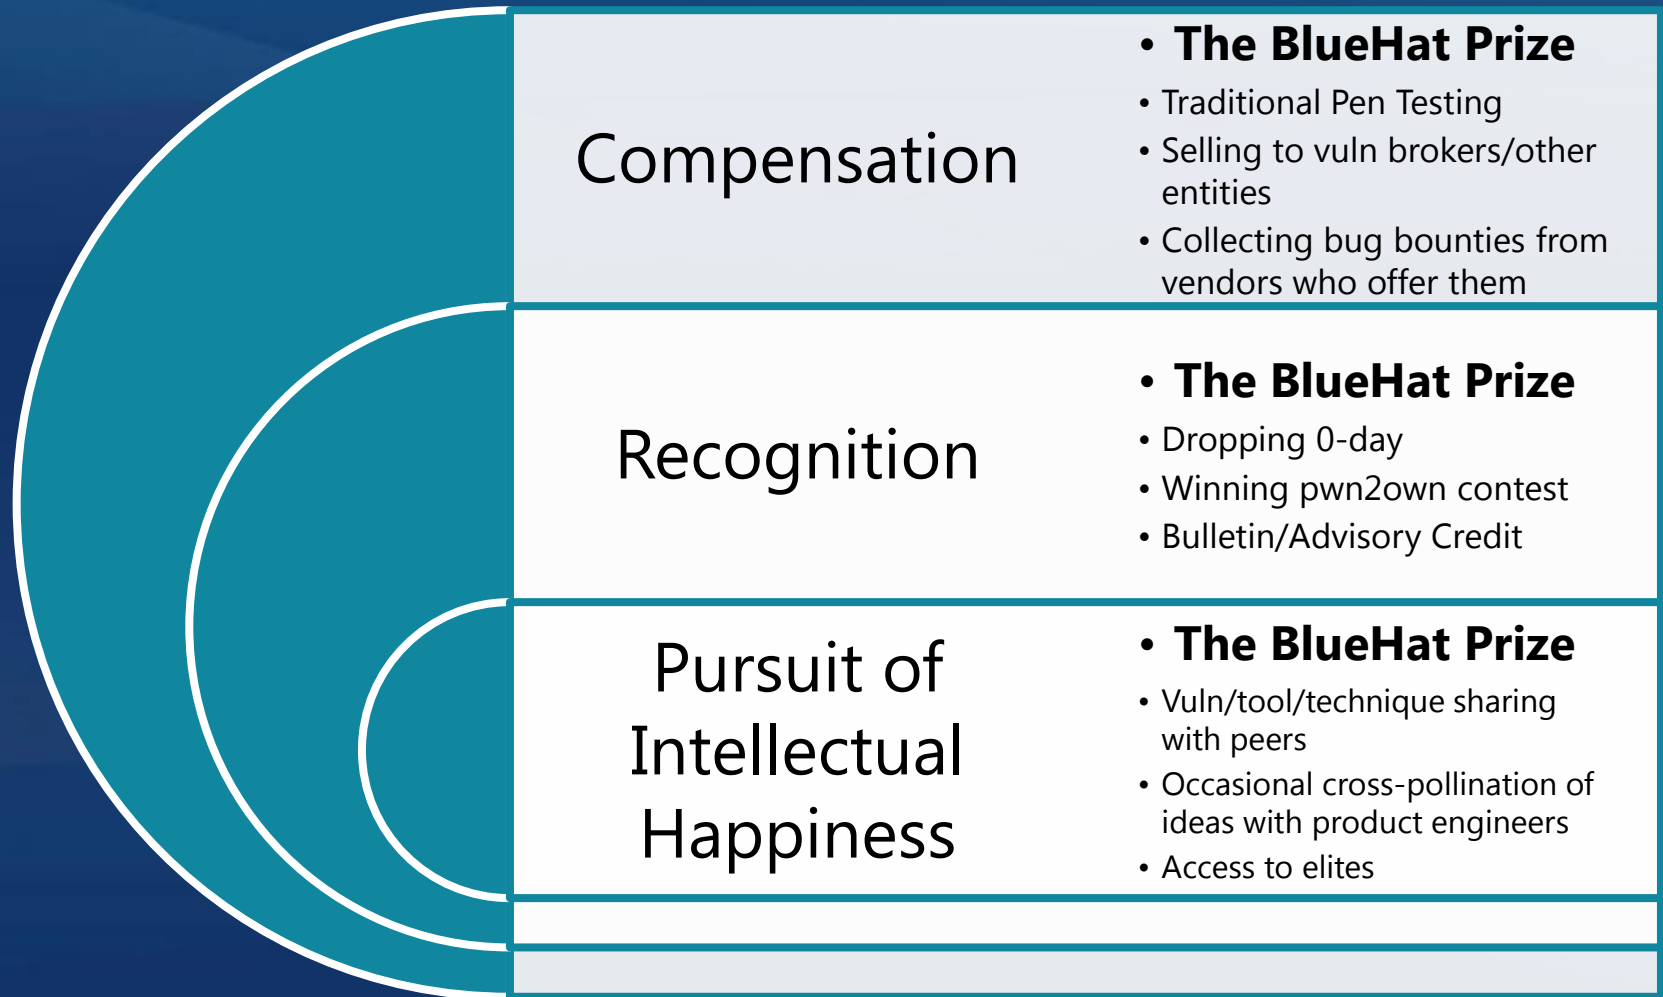 Compensation
• The BlueHat Prize
• Traditional Pen Testing
• Selling to vuln brokers/other
entities
• Collecting bug bounties from
vendors who offer them
Recognition
• The BlueHat Prize
• Dropping 0-day
• Winning pwn2own contest
• Bulletin/Advisory Credit
Pursuit of
Intellectual
Happiness
• The BlueHat Prize
• Vuln/tool/technique sharing
with peers
• Occasional cross-pollination of
ideas with product engineers
• Access to elites